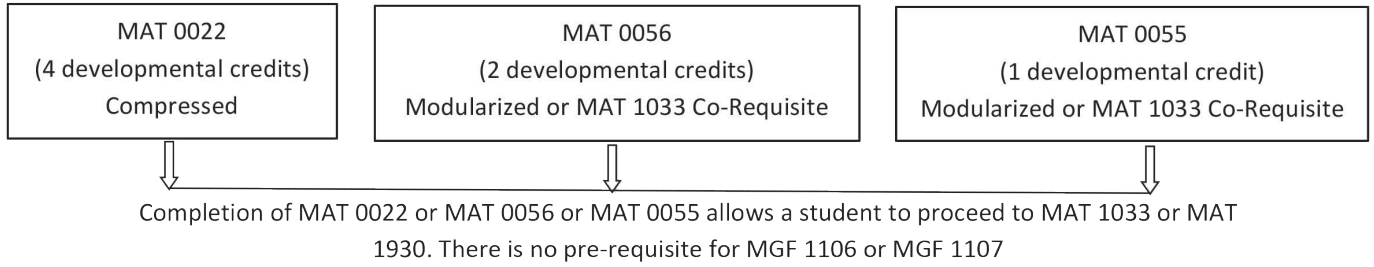 MAT 0022
(4 developmental credits)
Compressed
MAT 0056
(2 developmental credits)
Modularized or MAT 1033 Co-Requisite
MAT 0055
(1 developmental credit)
Modularized or MAT 1033 Co-Requisite
Completion of MAT 0022 or MAT 0056 or MAT 0055 allows a student to proceed to MAT 1033 or MAT
1930. There is no pre-requisite for MGF 1106 or MGF 1107